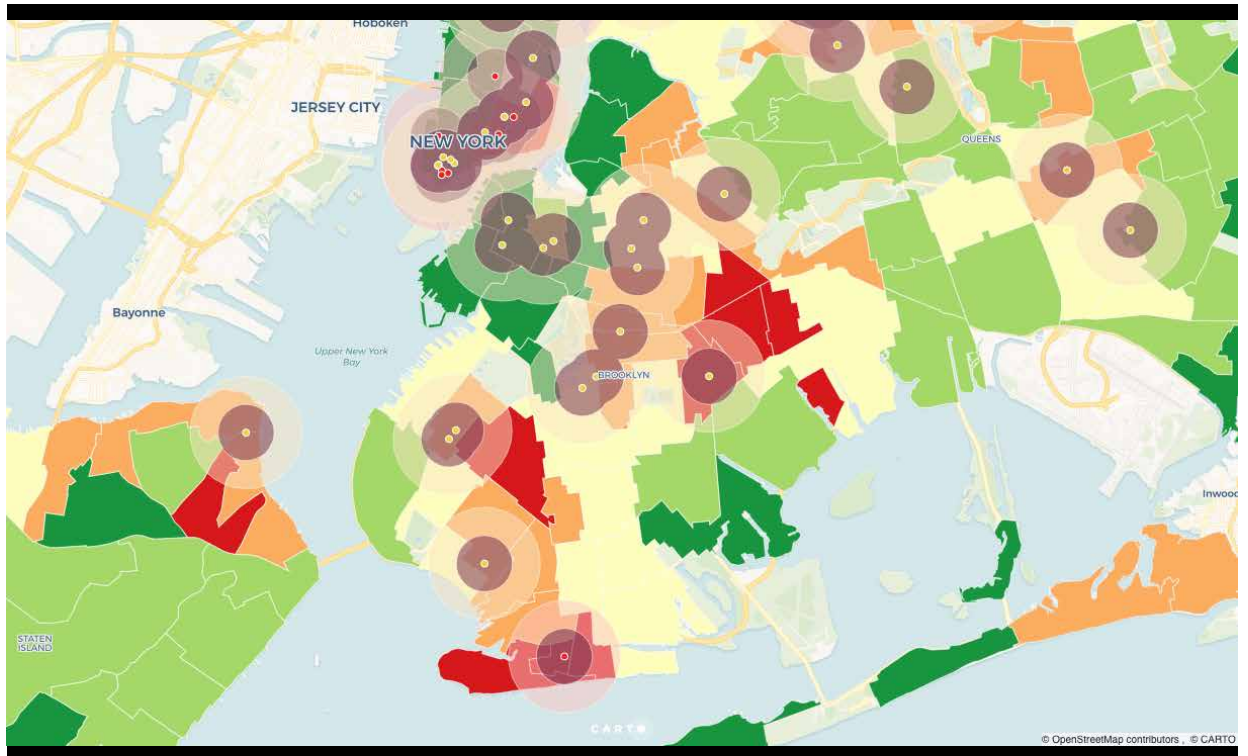 Hoboken
JERSEY CITY
NEW YORK
QUEENS
Bayonne
Upper New York
Bay
BROOKLYN
Inwood
STATEN
ISLAND
CARTO
© OpenStreetMap contributors , © CARTO